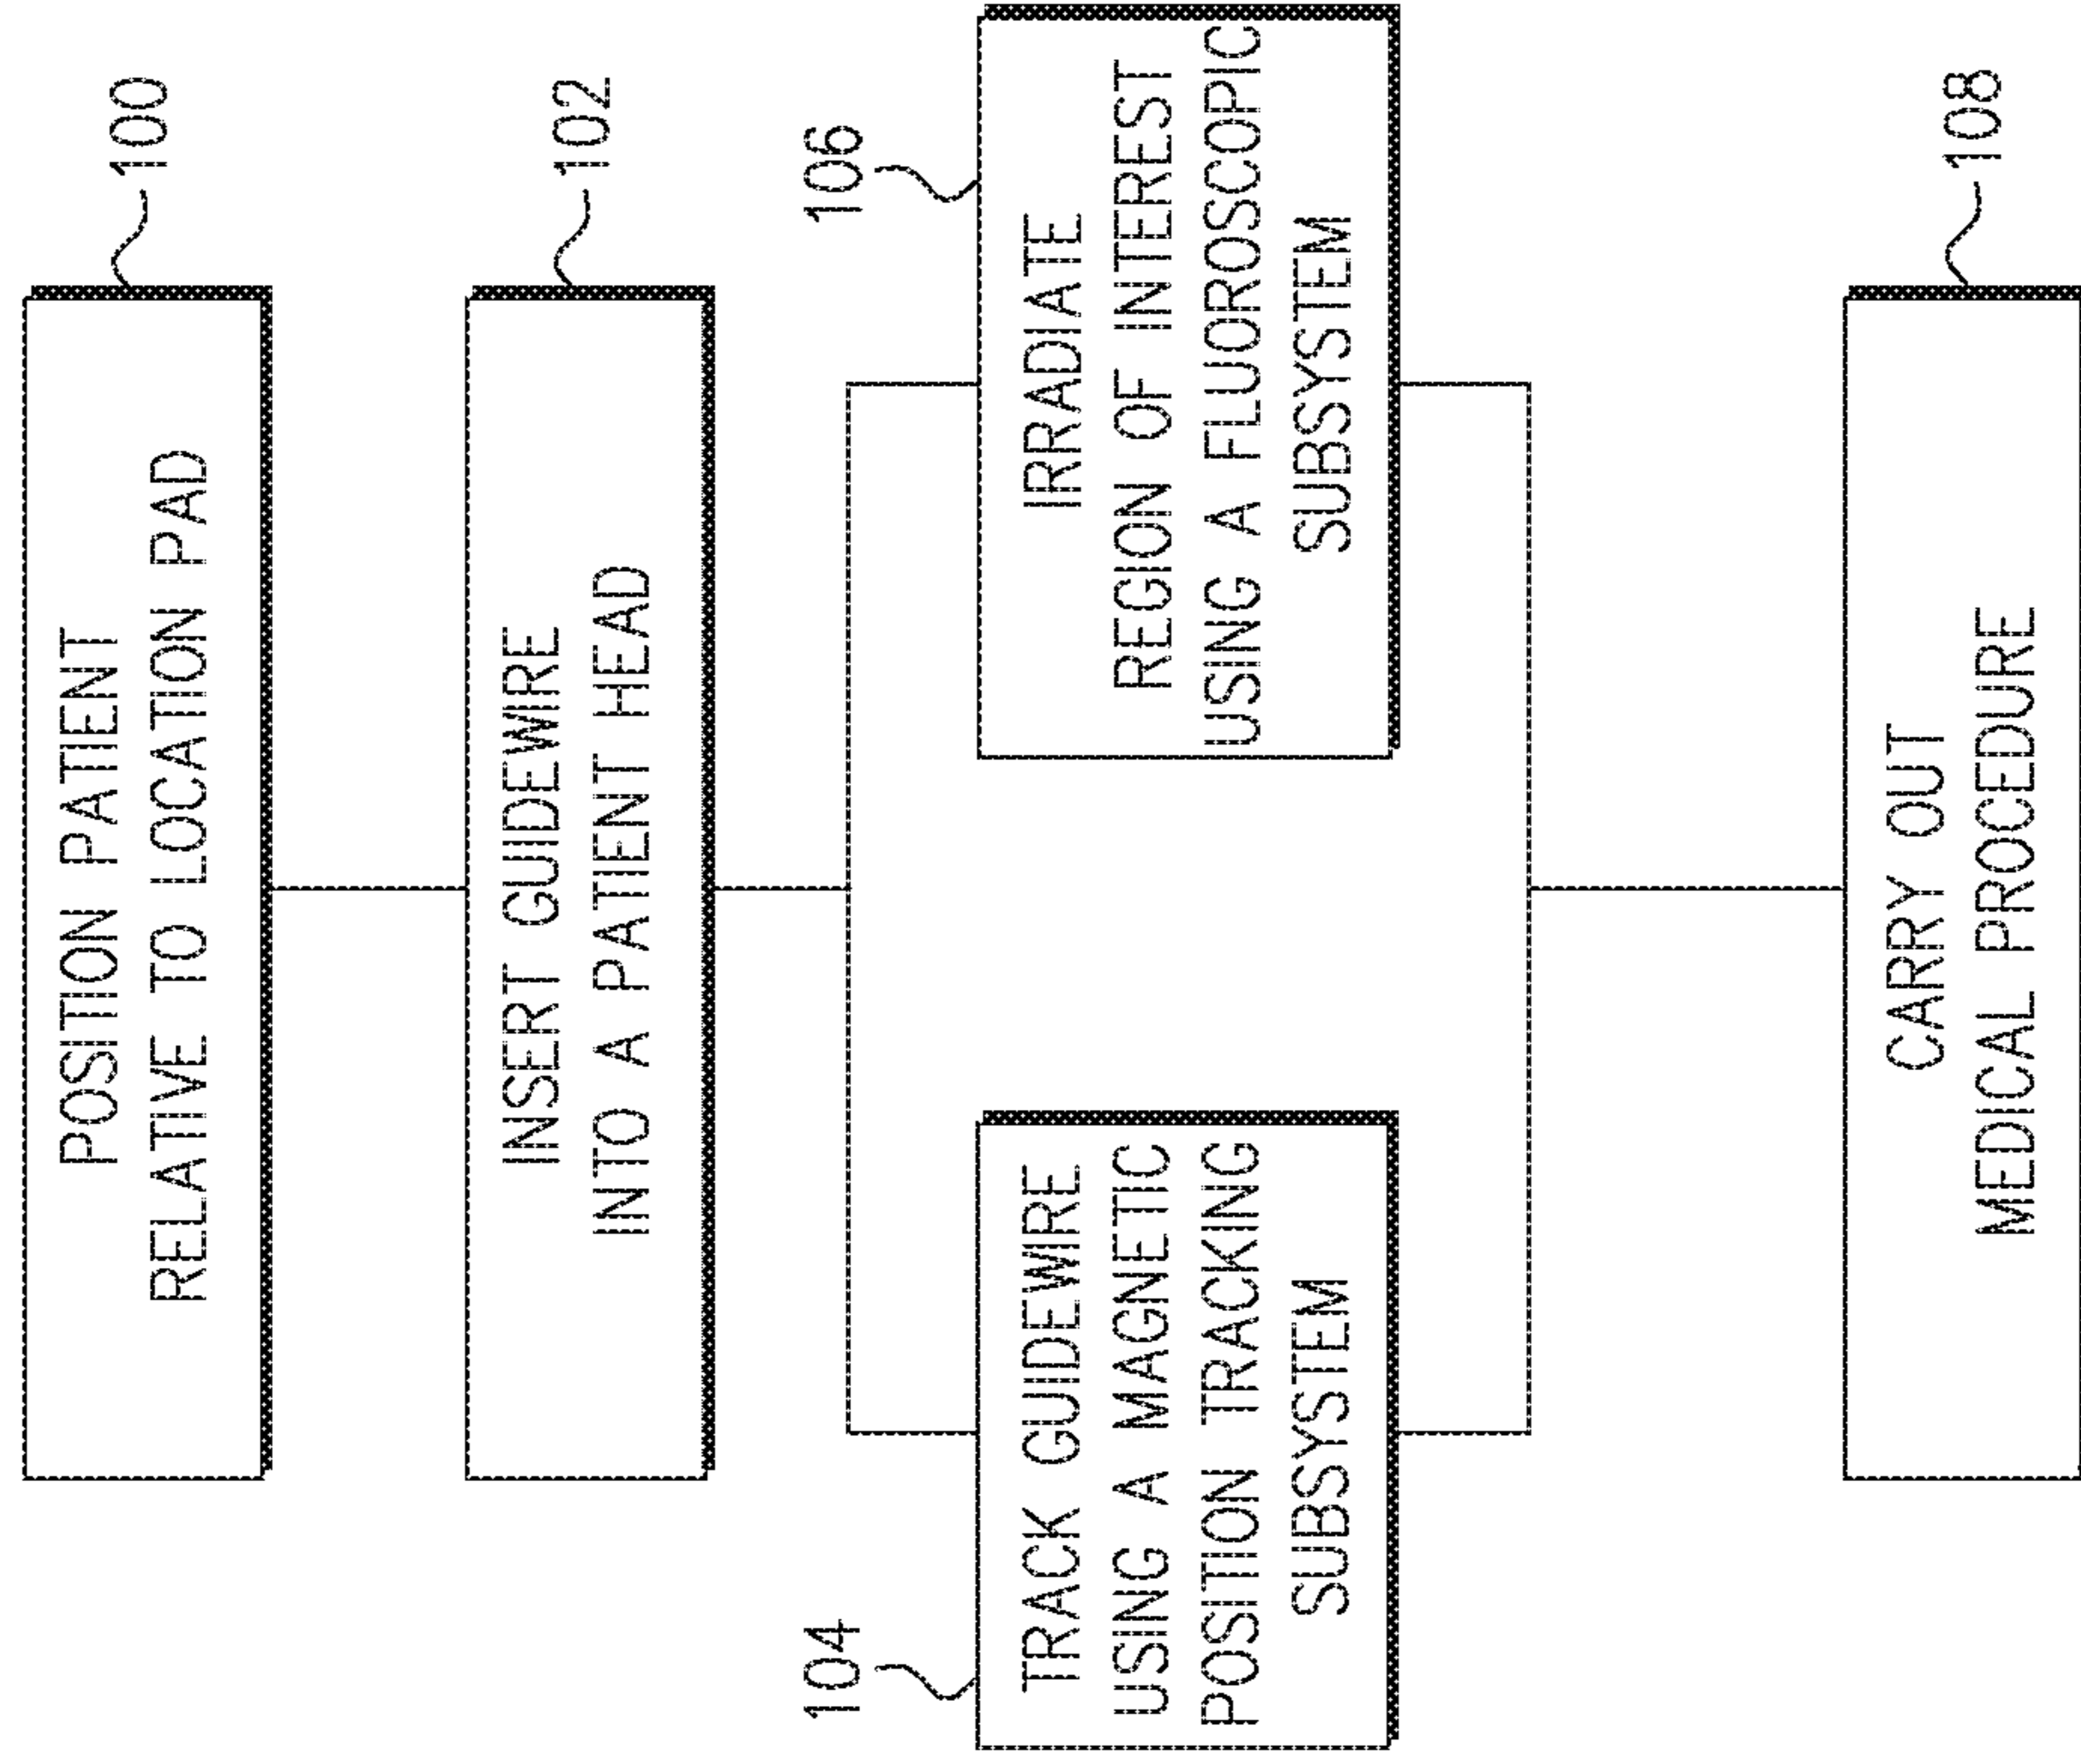 POSITION PATIENT
RELATIVE TO LOCATION PAD
100
INSERT GUIDEWIRE
INTO A PATIENT HEAD
102
104
TRACK GUIDEWIRE
USING A MAGNETIC
POSITION TRACKING
SUBSYSTEM
106
IRRADIATE
REGION OF INTEREST
USING A FLUOROSCOPIC
SUBSYSTEM
CARRY OUT
MEDICAL PROCEDURE
108